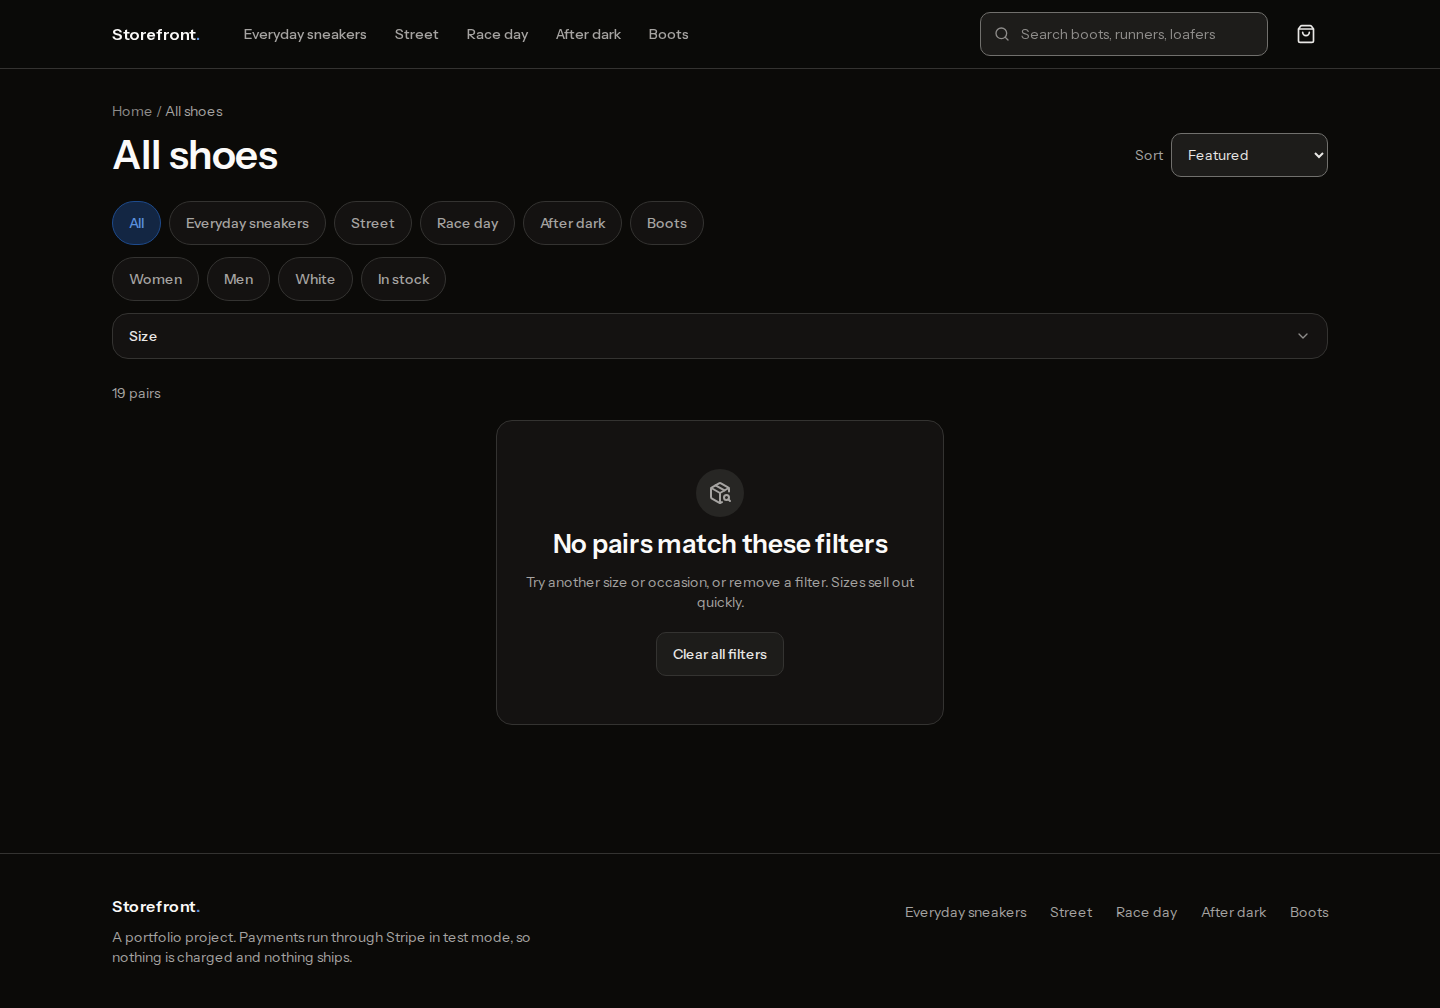 Storefront.
Everyday sneakers
Street
Race day
After dark
Boots
Search boots, runners, loafers
Home / All shoes
All shoes
Sort
Featured
All
Everyday sneakers
Street
Race day
After dark
Boots
Women
Men
White
In stock
Size
19 pairs
No pairs match these filters
Try another size or occasion, or remove a filter. Sizes sell out
quickly.
Clear all filters
Storefront.
A portfolio project. Payments run through Stripe in test mode, so
nothing is charged and nothing ships.
Everyday sneakers
Street
Race day
After dark
Boots